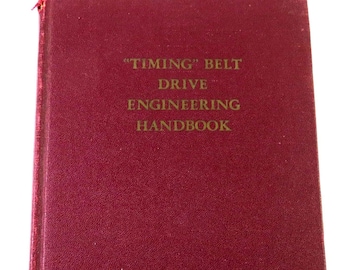 "TIMING" BELT
DRIVE
ENGINEERING
HANDBOOK